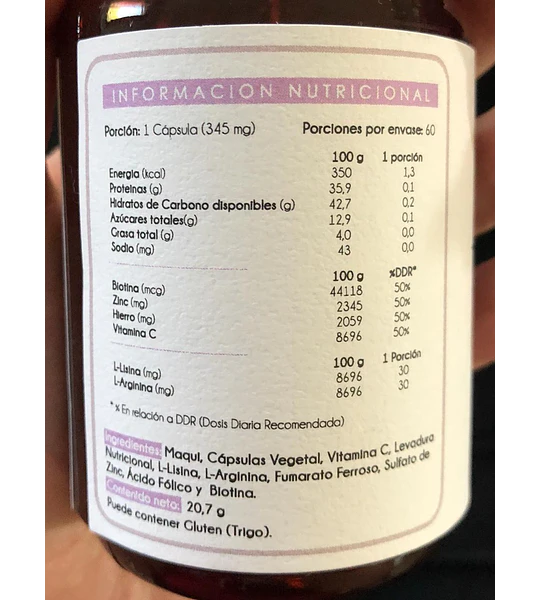 INFORMACION NUTRICIONAL
Porción: 1 Cápsula (345 mg) Porciones por envase: 60
100 g 1 porción
Energía (kcal) 350 1,3
Proteínas (g) 35,9 0,1
Hidratos de Carbono disponibles (g) 42,7 0,2
Azúcares totales(g) 12,9 0,1
Grasa total (g) 4,0 0,0
Sodio (mg) 43 0,0
100 g %DDR*
Biotina (mcg) 44118 50%
Zinc (mg) 2345 50%
Hierro (mg) 2059 50%
Vitamina C 8696 50%
100 g 1 Porción
L-Lisina (mg) 8696 30
L-Arginina (mg) 8696 30
* % En relación a DDR (Dosis Diaria Recomendada)
Ingredientes: Maqui, Cápsulas Vegetal, Vitamina C, Levadura
Nutricional, L-Lisina, L-Arginina, Fumarato Ferroso, Sulfato de
Zinc, Ácido Fólico y Biotina.
Contenido neto: 20,7 g
Puede contener Gluten (Trigo).